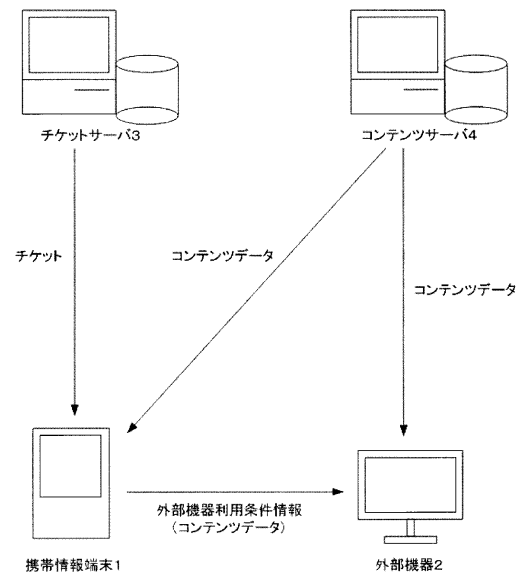 チケットサーバ3
コンテンツサーバ4
チケット
コンテンツデータ
コンテンツデータ
外部機器利用条件情報
(コンテンツデータ)
携帯情報端末1
外部機器2